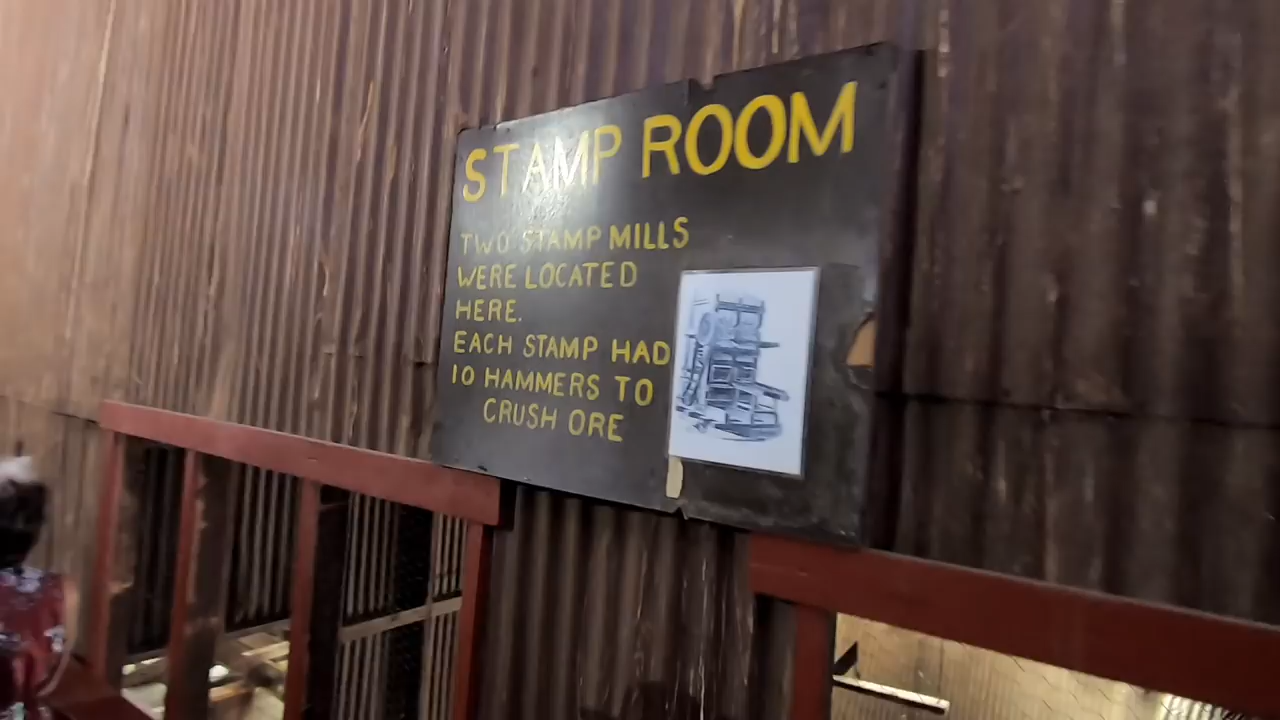 STAMP ROOM
TWO STAMP MILLS
WERE LOCATED
HERE.
EACH STAMP HAD
10 HAMMERS TO
CRUSH ORE